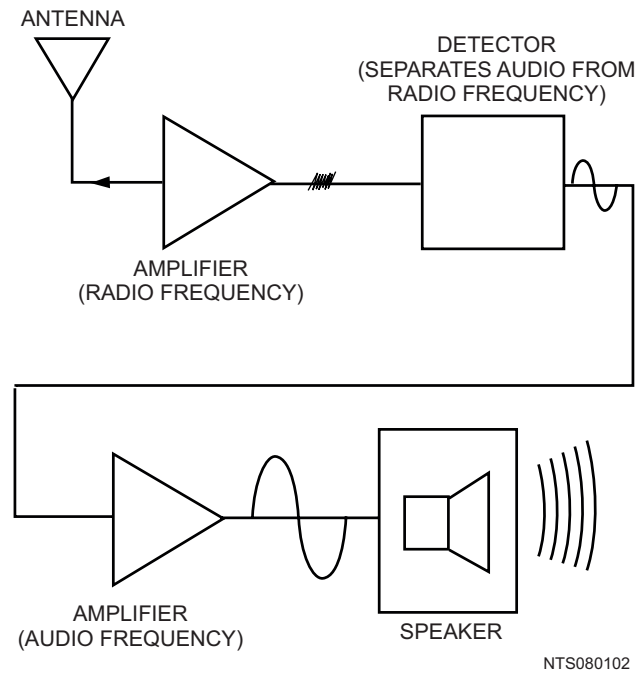 ANTENNA
DETECTOR
(SEPARATES AUDIO FROM
RADIO FREQUENCY)
AMPLIFIER
(RADIO FREQUENCY)
AMPLIFIER
(AUDIO FREQUENCY)
SPEAKER
NTS080102